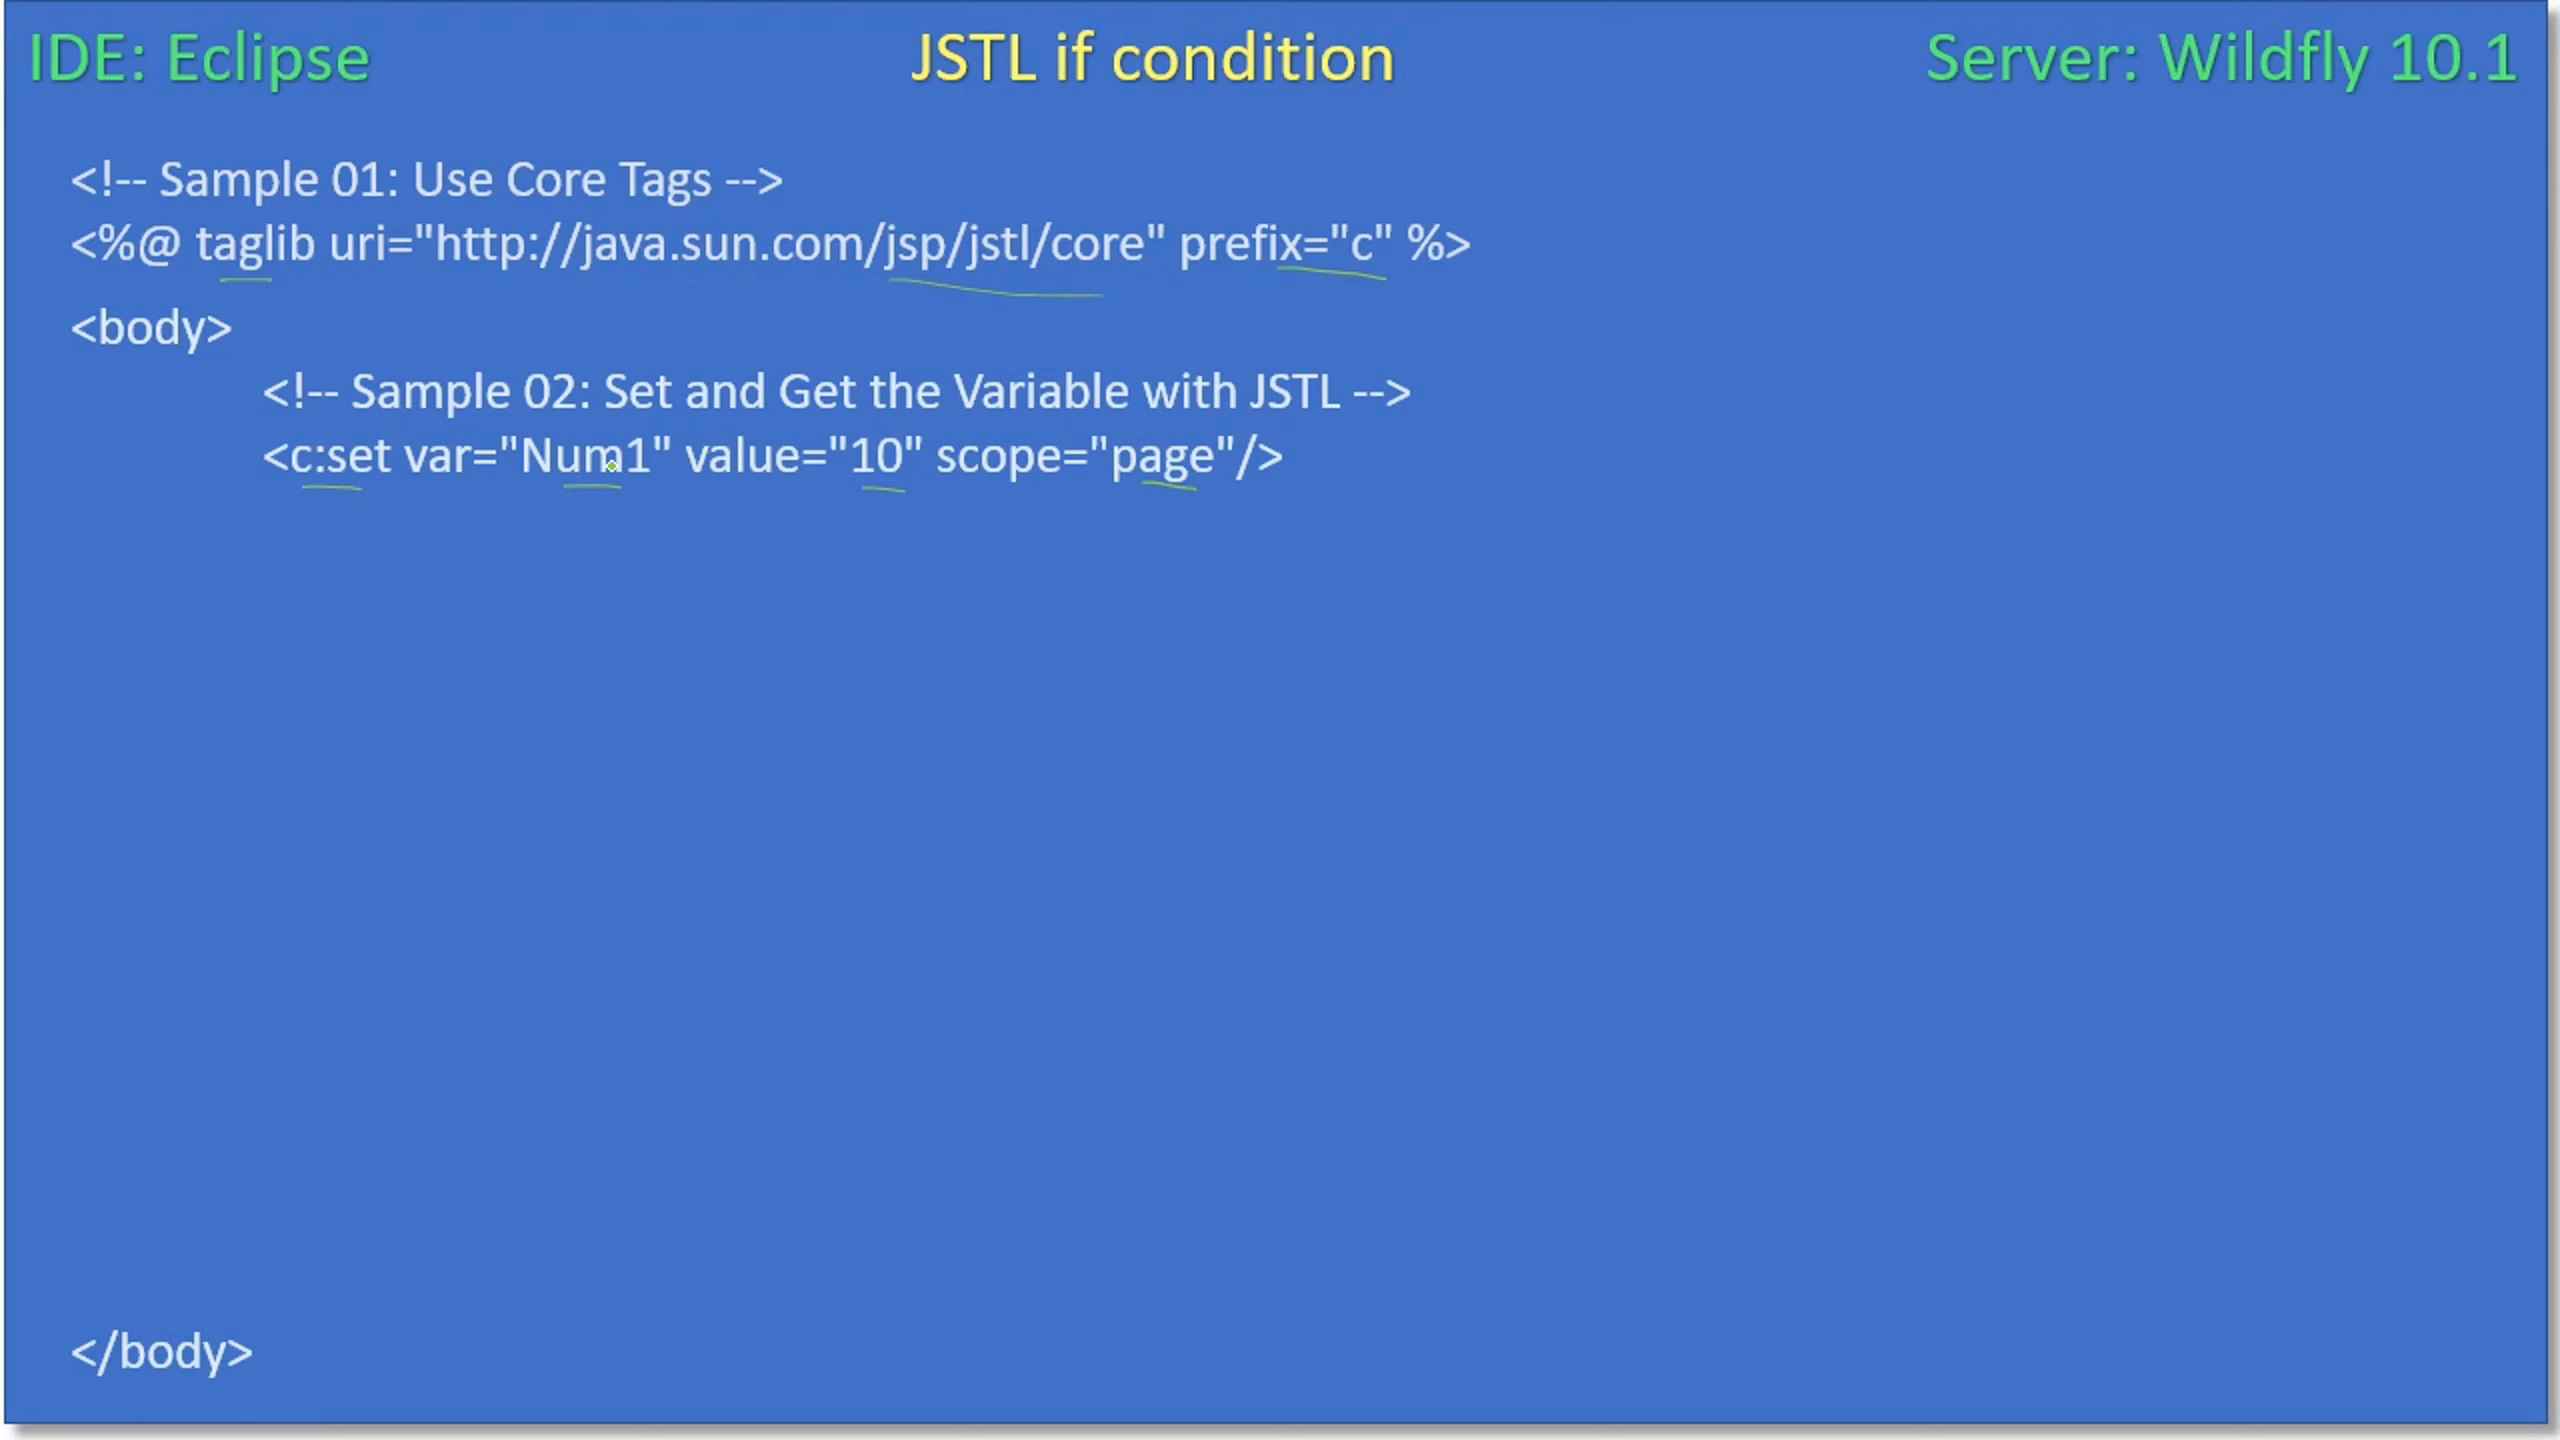 IDE: Eclipse JSTL if condition Server: Wildfly 10.1
<!-- Sample 01: Use Core Tags -->
<%@ taglib uri="http://java.sun.com/jsp/jstl/core" prefix="c" %>
<body>
<!-- Sample 02: Set and Get the Variable with JSTL -->
<c:set var="Num1" value="10" scope="page"/>
</body>